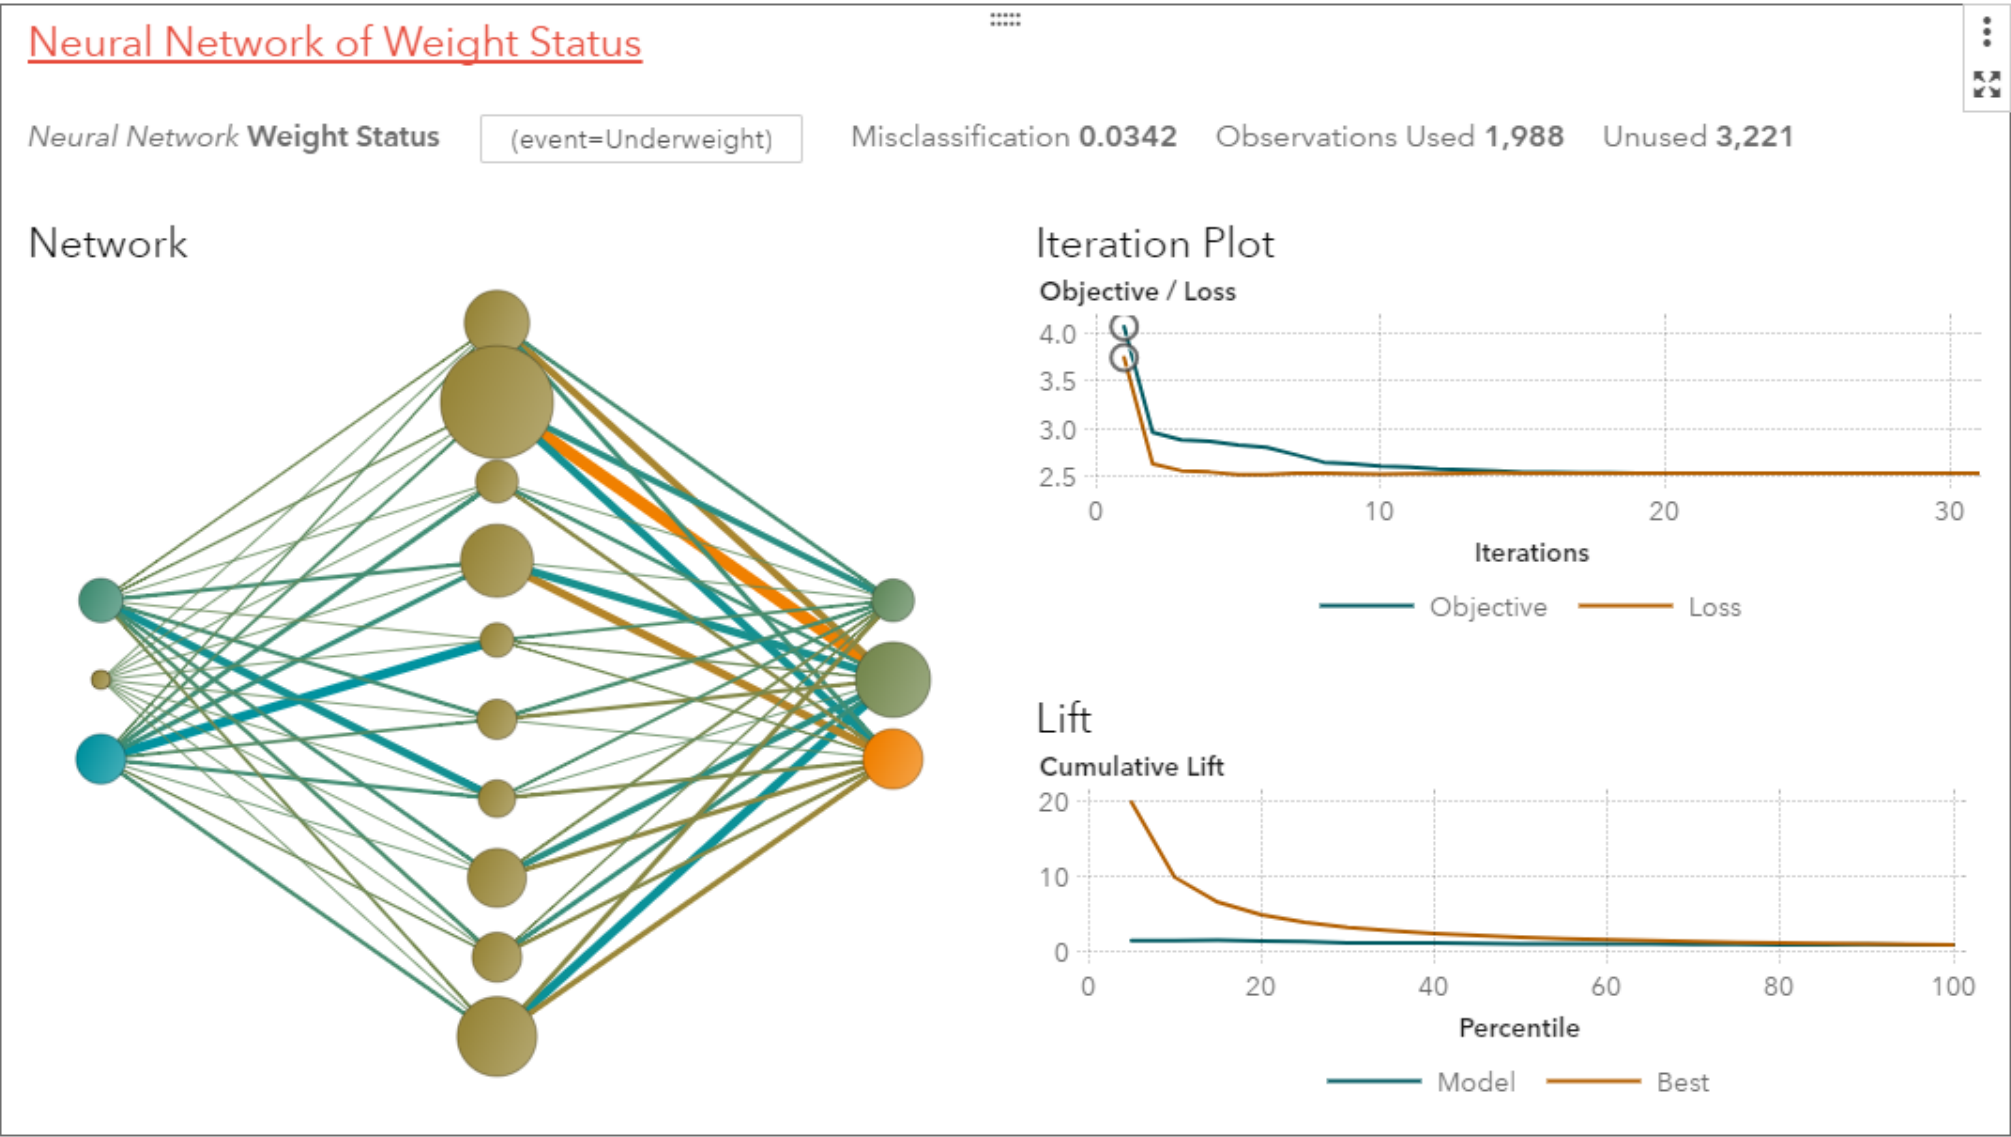 Neural Network of Weight Status
Neural Network Weight Status (event=Underweight) Misclassification 0.0342 Observations Used 1,988 Unused 3,221
Network
Iteration Plot
Objective / Loss
4.0
3.5
3.0
2.5
0 10 20 30
Iterations
Objective Loss
Lift
Cumulative Lift
20
10
0
0 20 40 60 80 100
Percentile
Model Best